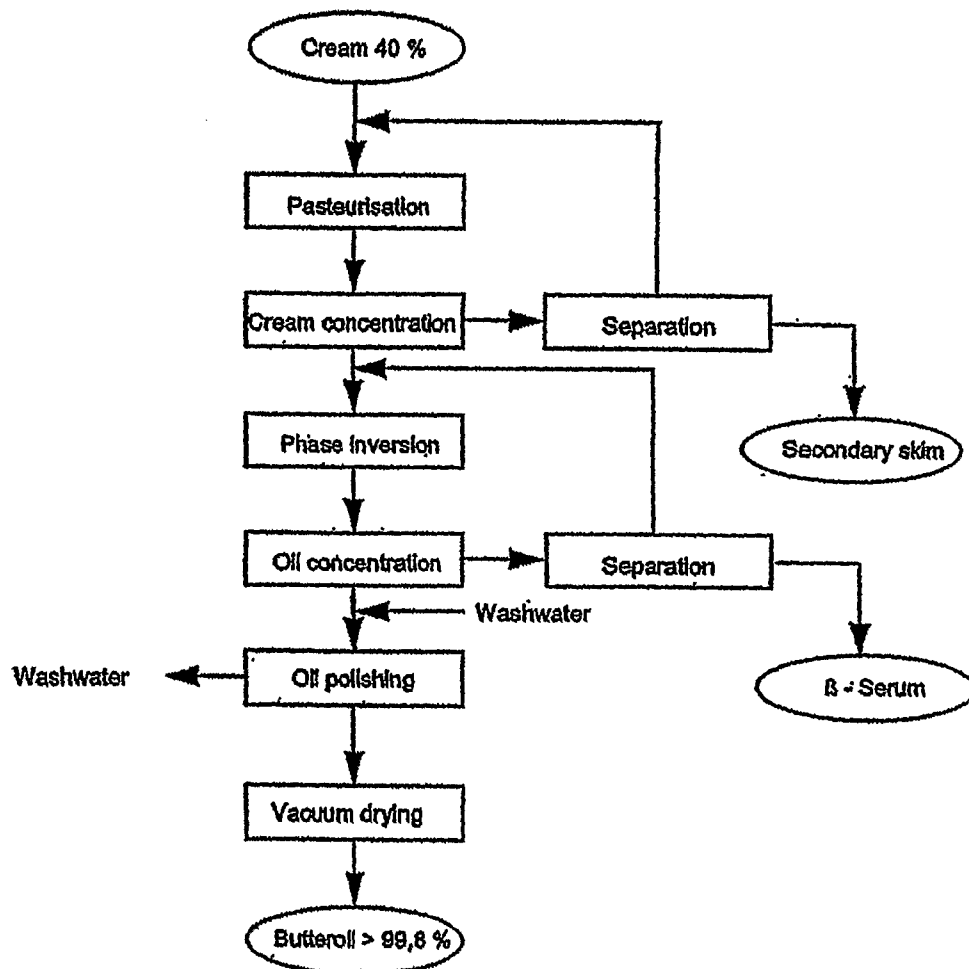 Cream 40 %
Pasteurisation
Cream concentration
Separation
Phase inversion
Secondary skim
Oil concentration
Separation
Washwater
Washwater
Oil polishing
ß - Serum
Vacuum drying
Butteroil > 99,8 %